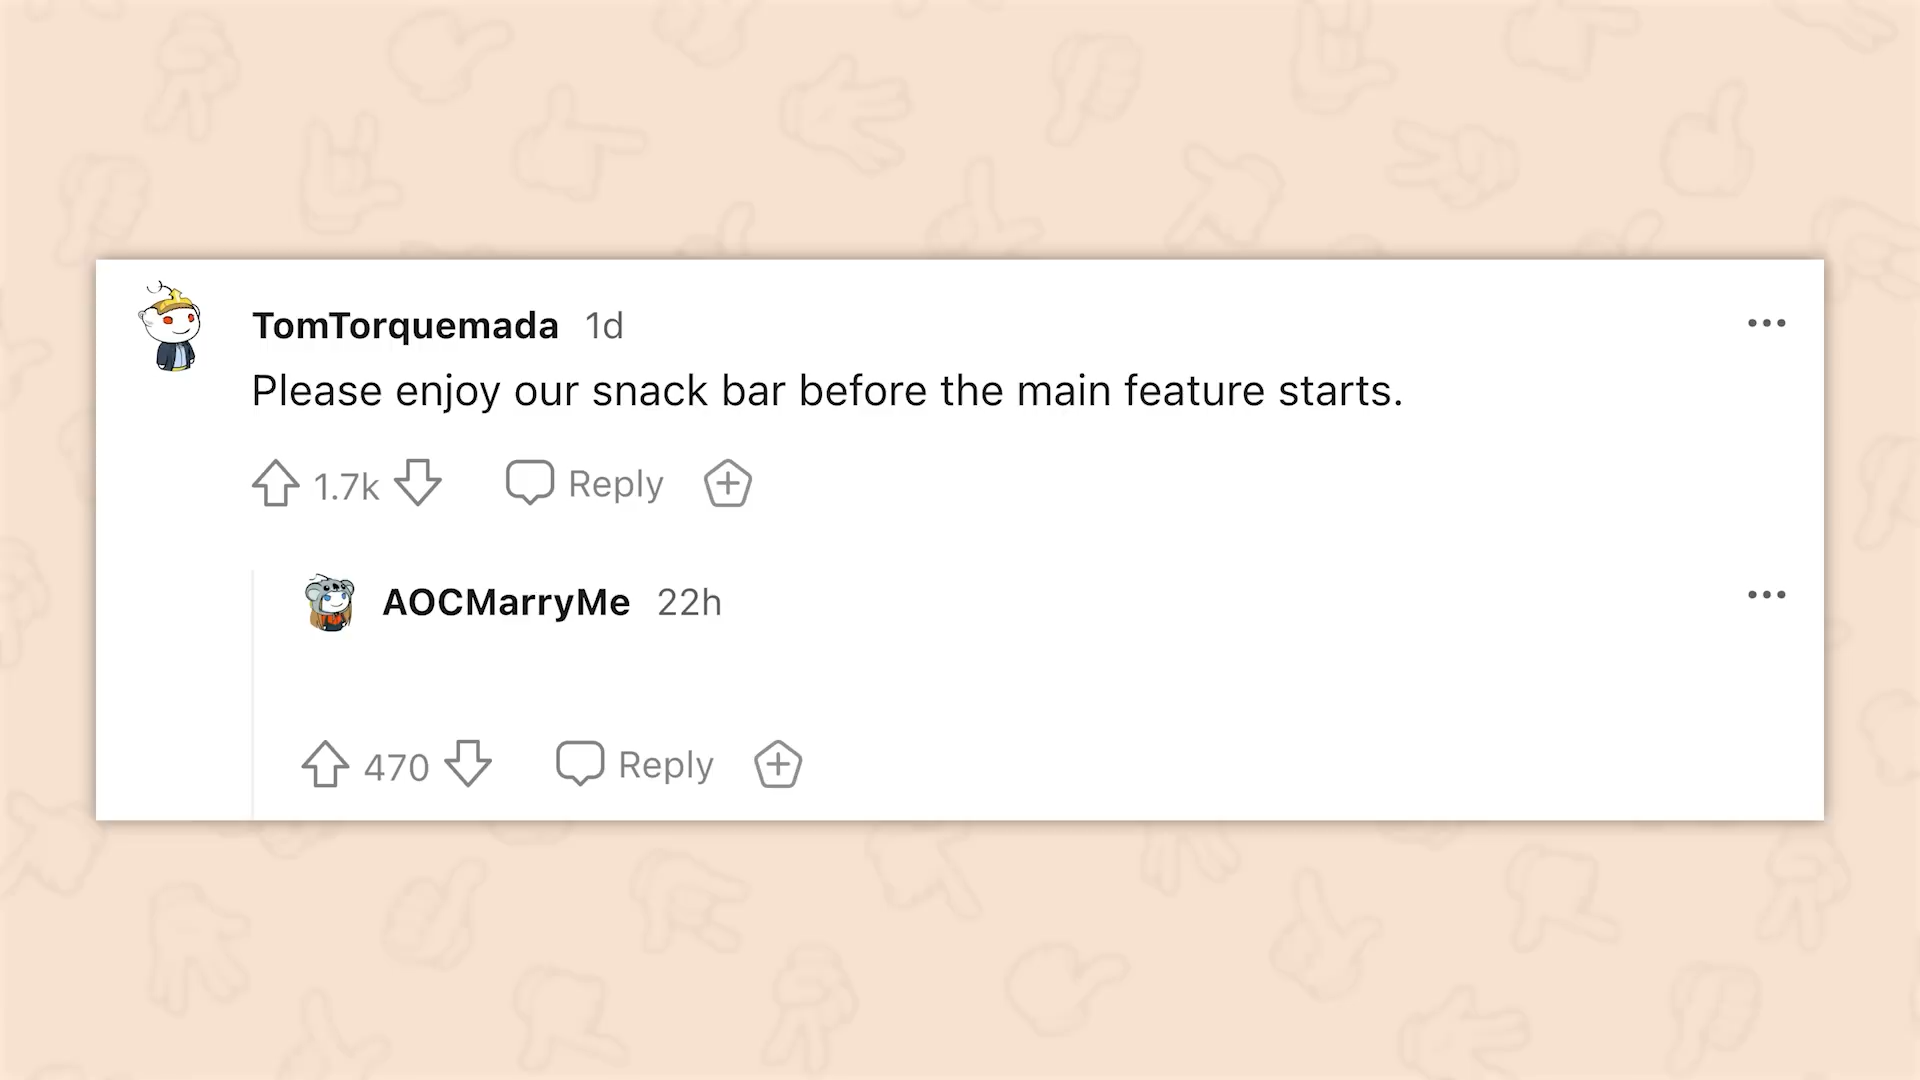 TomTorquemada 1d
Please enjoy our snack bar before the main feature starts.
1.7k Reply
AOCMarryMe 22h
470 Reply